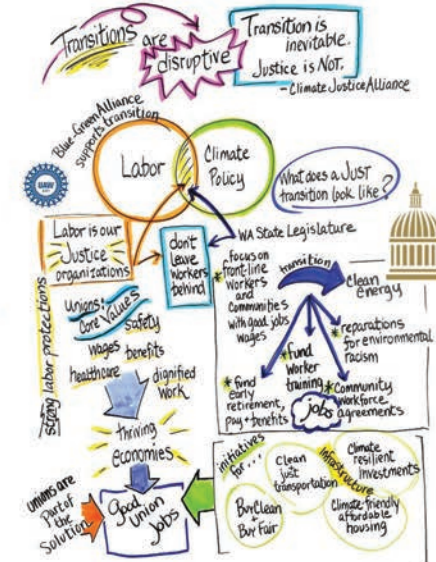 Transitions are
disruptive
Transition is
inevitable.
Justice is NOT.
- Climate Justice Alliance
Blue-Green Alliance
supports transition
Labor
Climate
Policy
UAW
What does a JUST
transition look like?
Labor is our
Justice
organizations
don't
leave
workers
behind
WA State Legislature
* Focus on
front-line
workers
and
communities
with good jobs
wages
transition
clean
energy
* reparations
for environmental
racism
* fund
worker
training
* Community
workforce
agreements
* fund
early
retirement,
pay + benefits
jobs
strong labor protections
Unions:
Core Values
safety
wages
benefits
healthcare
dignified
work
thriving
economies
unions are
Part of
the
Solution
Good
Union
Jobs
initiatives
for...
Clean
just
transportation
Infrastructure
Climate
resilient
investments
Buy Clean
+
Buy Fair
Climate-friendly
affordable
housing